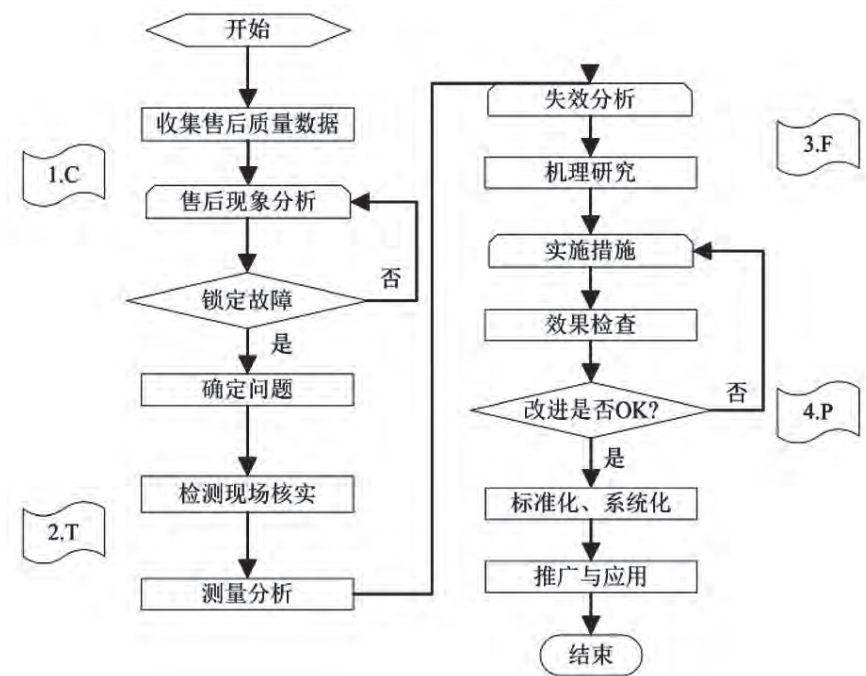 开始
收集售后质量数据
1.C
售后现象分析
否
锁定故障
是
确定问题
检测现场核实
2.T
测量分析
失效分析
3.F
机理研究
实施措施
效果检查
否
改进是否OK?
4.P
是
标准化、系统化
推广与应用
结束